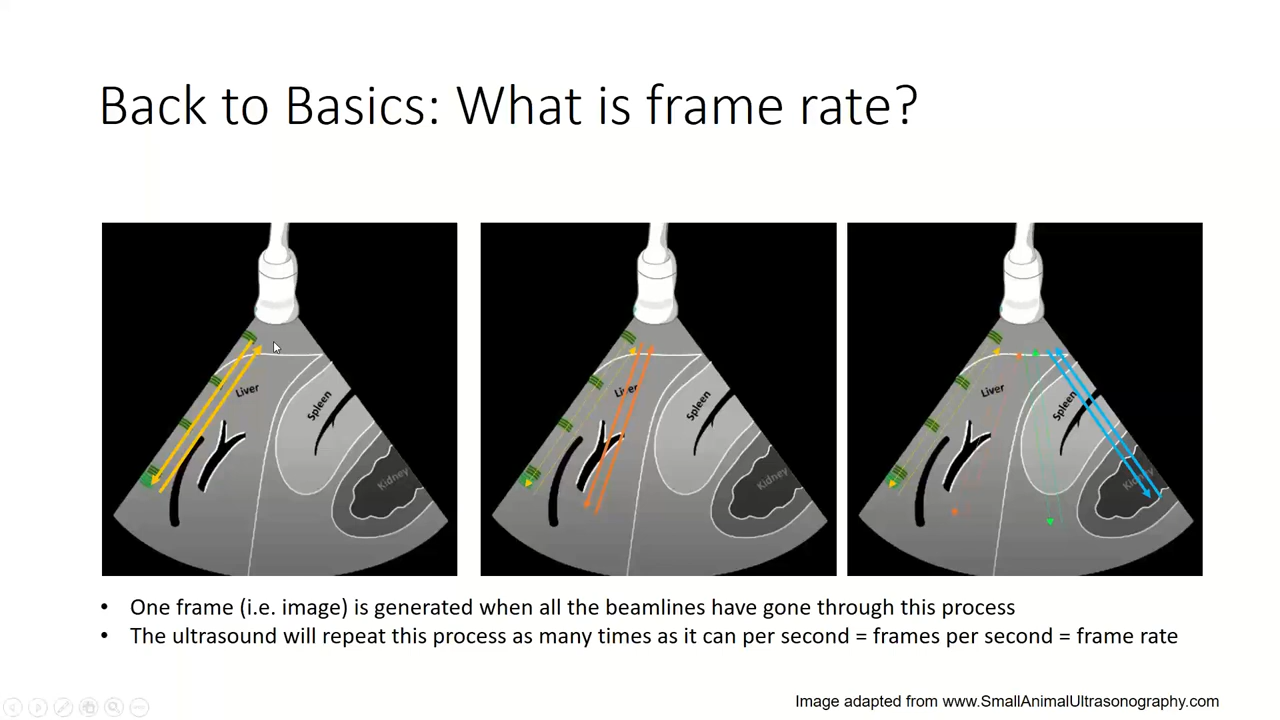 Back to Basics: What is frame rate?
Liver
Spleen
Kidney
Liver
Spleen
Kidney
Liver
Spleen
Kidney
• One frame (i.e. image) is generated when all the beamlines have gone through this process
• The ultrasound will repeat this process as many times as it can per second = frames per second = frame rate
Image adapted from www.SmallAnimalUltrasonography.com